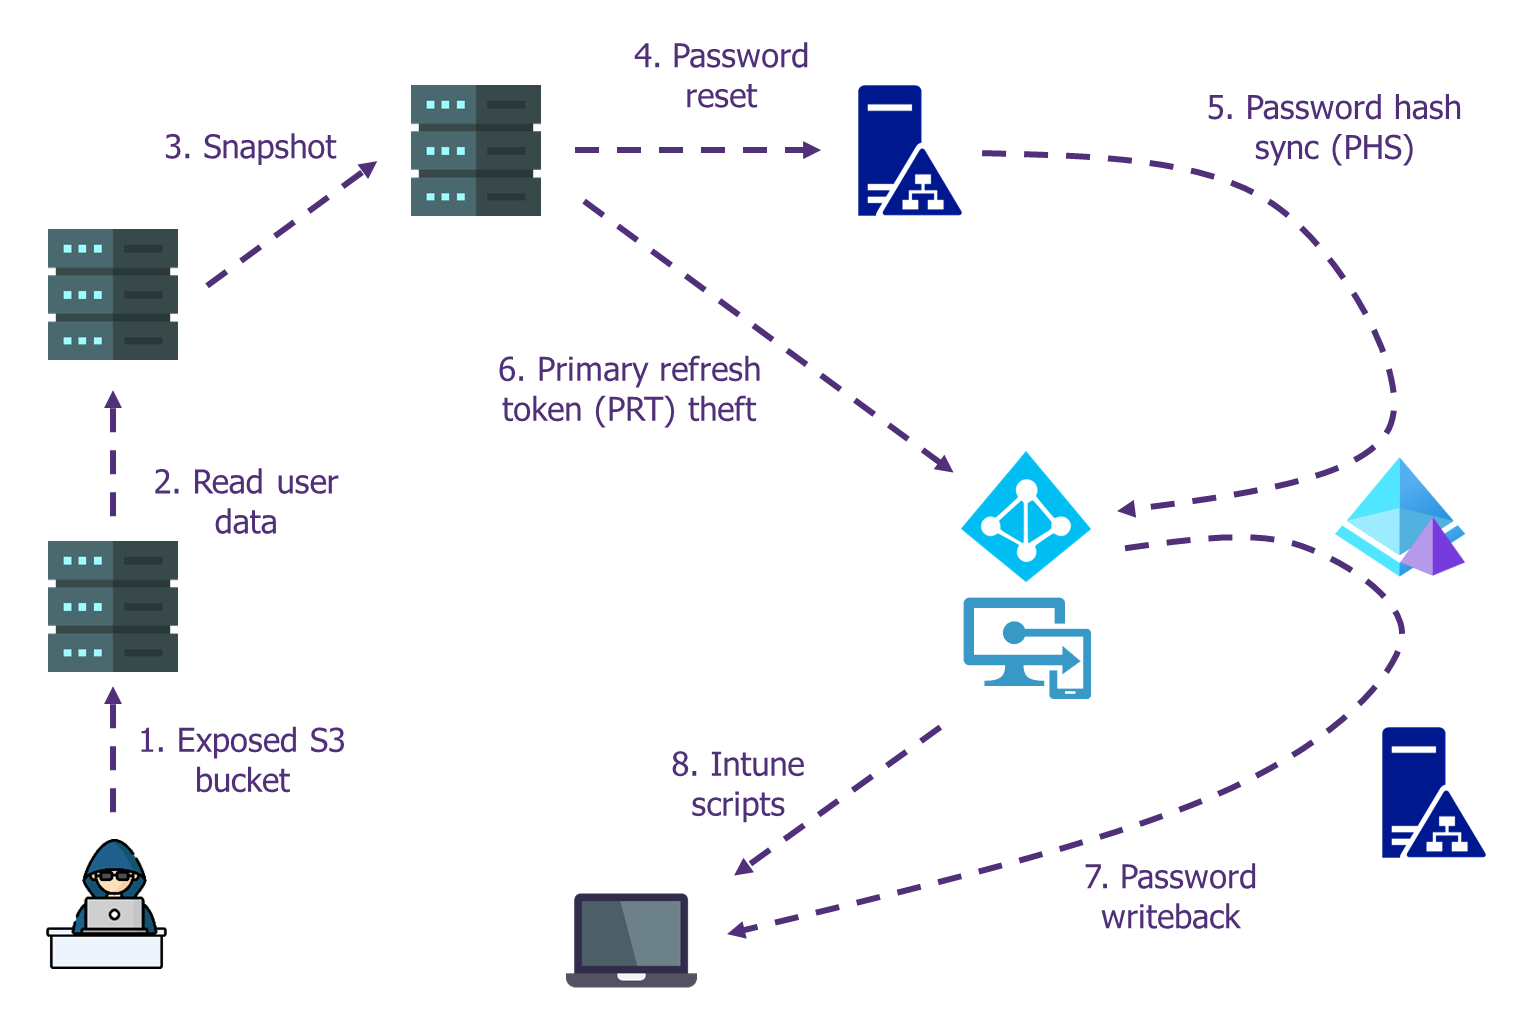 1. Exposed S3
bucket
2. Read user
data
3. Snapshot
4. Password
reset
5. Password hash
sync (PHS)
6. Primary refresh
token (PRT) theft
7. Password
writeback
8. Intune
scripts